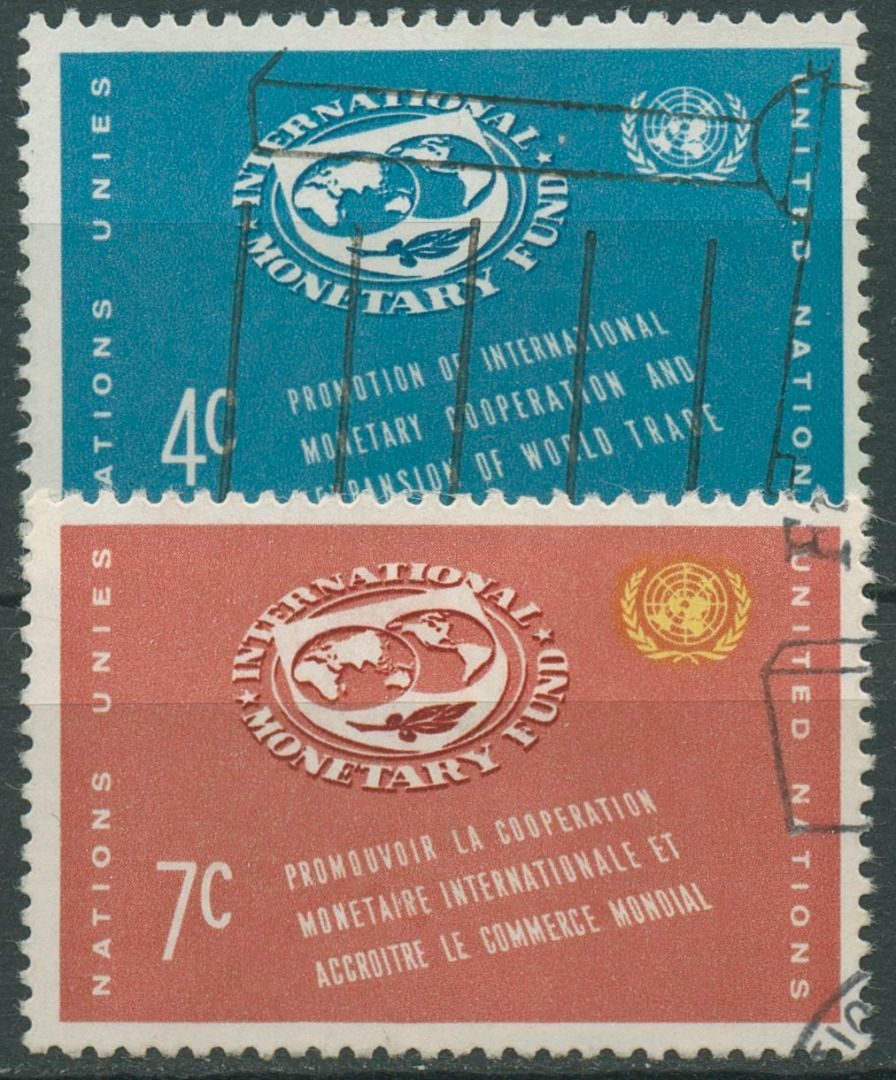 NATIONS UNIES
INTERNATIONAL
MONETARY FUND
UNITED NATIONS
4c
PROMOTION OF INTERNATIONAL
MONETARY COOPERATION AND
EXPANSION OF WORLD TRADE
NATIONS UNIES
INTERNATIONAL
MONETARY FUND
UNITED NATIONS
7c
PROMOUVOIR LA COOPERATION
MONETAIRE INTERNATIONALE ET
ACCROITRE LE COMMERCE MONDIAL